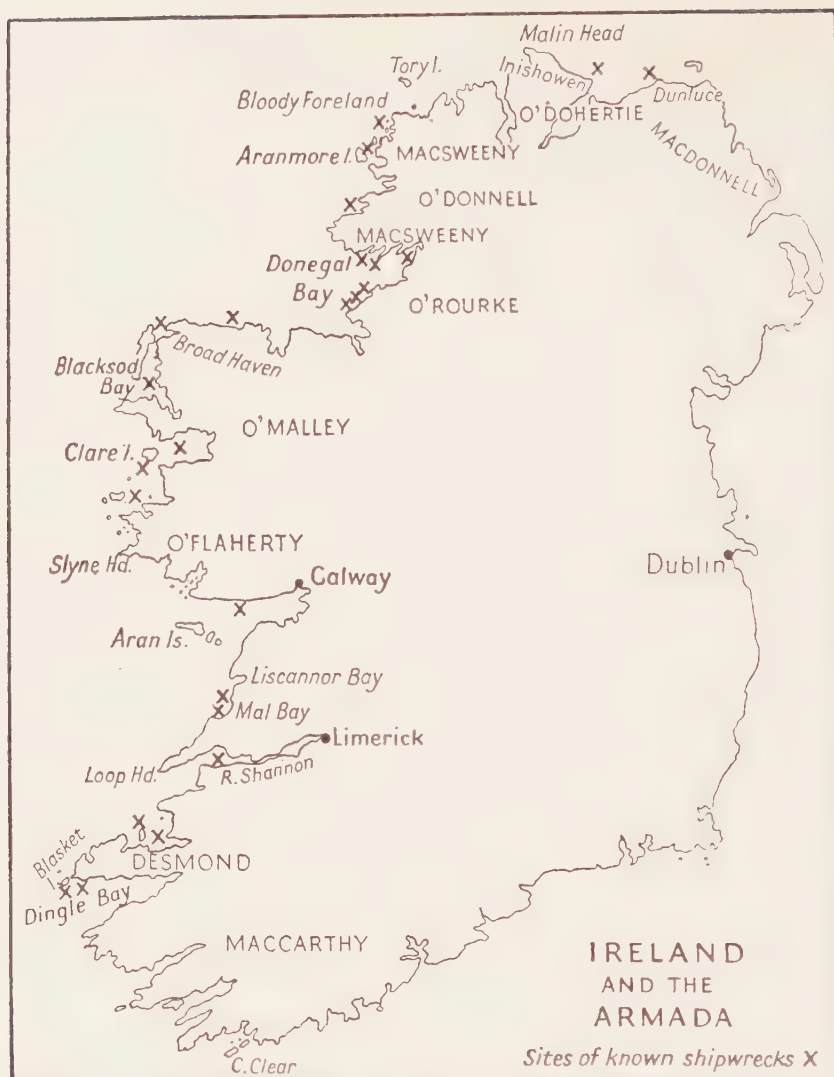 Malin Head
Tory I.
Inishowen
Bloody Foreland
Dunluce
O'DOHERTIE
Aranmore I.
MACSWEENY
MACDONNELL
O'DONNELL
MACSWEENY
Donegal
Bay
O'ROURKE
Broad Haven
Blacksod
Bay
O'MALLEY
Clare I.
O'FLAHERTY
Slyne Hd.
Galway
Dublin
Aran Is.
Liscannor Bay
Mal Bay
Limerick
Loop Hd.
R. Shannon
Blasket
I.
DESMOND
Dingle Bay
MACCARTHY
C. Clear
IRELAND
AND THE
ARMADA
Sites of known shipwrecks X